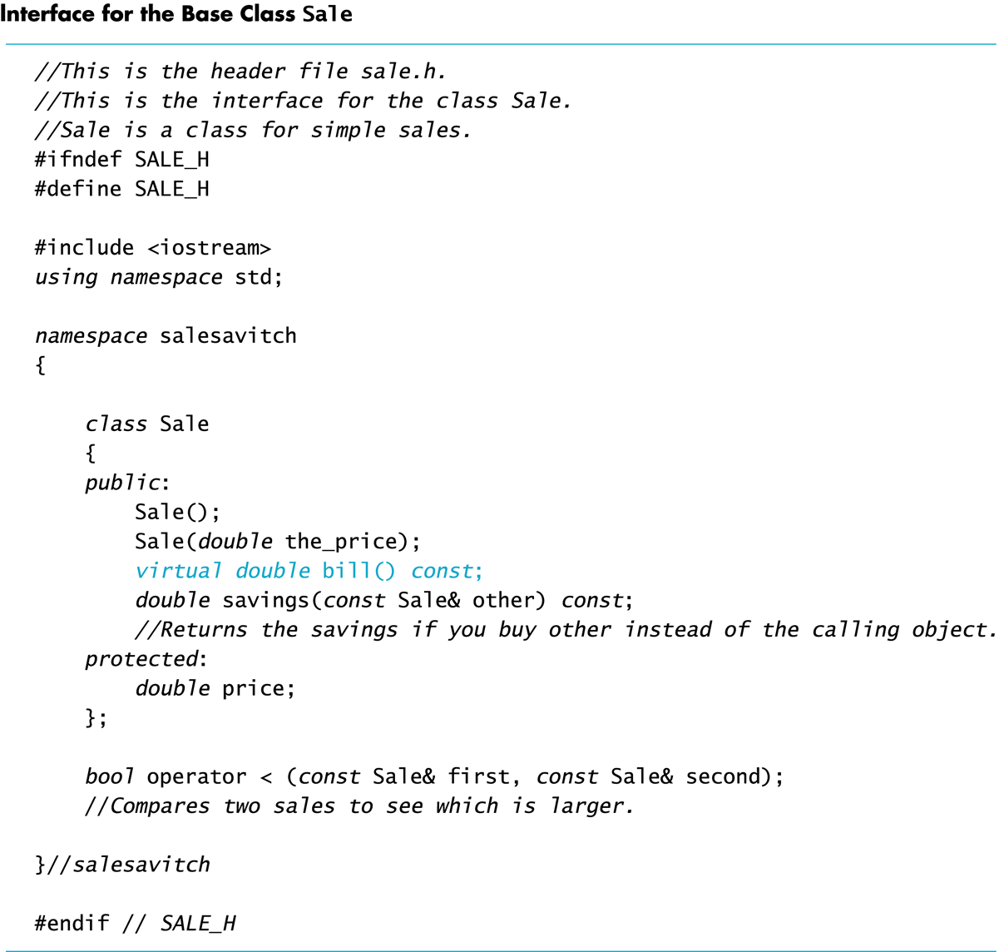 Interface for the Base Class Sale
//This is the header file sale.h.
//This is the interface for the class Sale.
//Sale is a class for simple sales.
#ifndef SALE_H
#define SALE_H
#include <iostream>
using namespace std;
namespace salesavitch
{
class Sale
{
public:
Sale();
Sale(double the_price);
virtual double bill() const;
double savings(const Sale& other) const;
//Returns the savings if you buy other instead of the calling object.
protected:
double price;
};
bool operator < (const Sale& first, const Sale& second);
//Compares two sales to see which is larger.
}//salesavitch
#endif // SALE_H